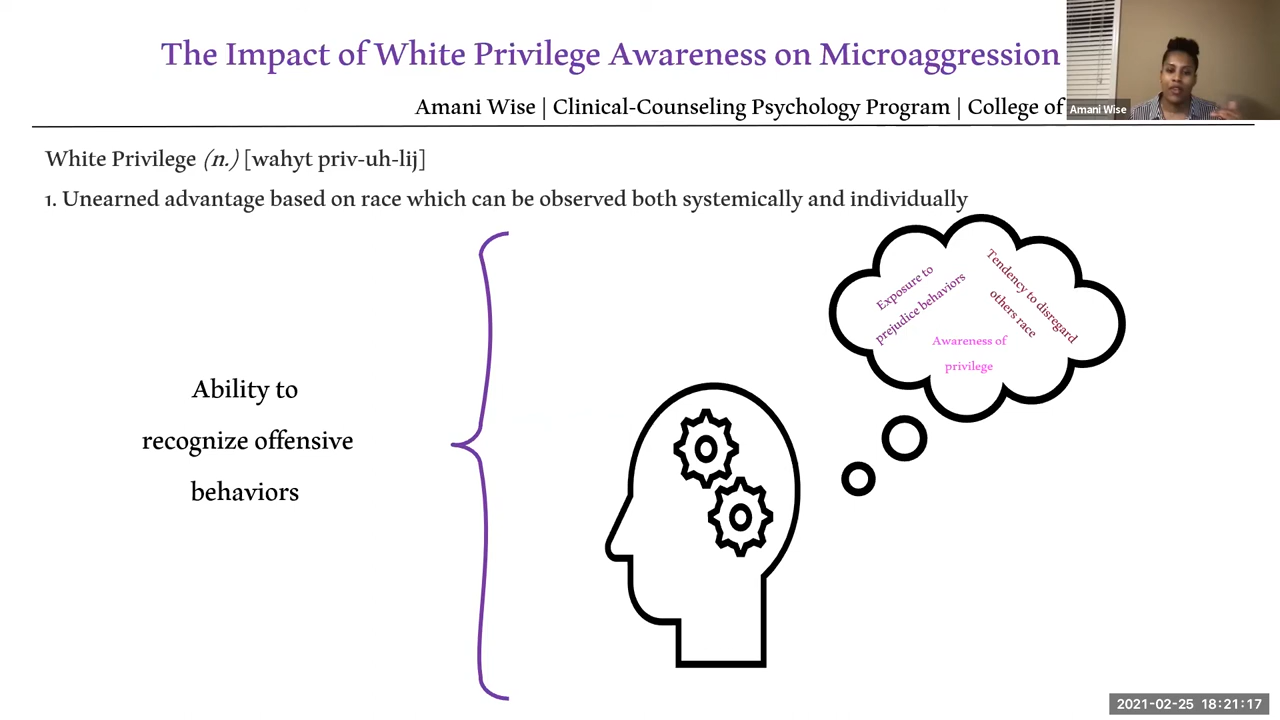 The Impact of White Privilege Awareness on Microaggression
Amani Wise | Clinical-Counseling Psychology Program | College of
Amani Wise
White Privilege (n.) [wahyt priv-uh-lij]
1. Unearned advantage based on race which can be observed both systemically and individually
Exposure to
prejudice behaviors
Tendency to disregard
others race
Awareness of
privilege
Ability to
recognize offensive
behaviors
2021-02-25 18:21:17